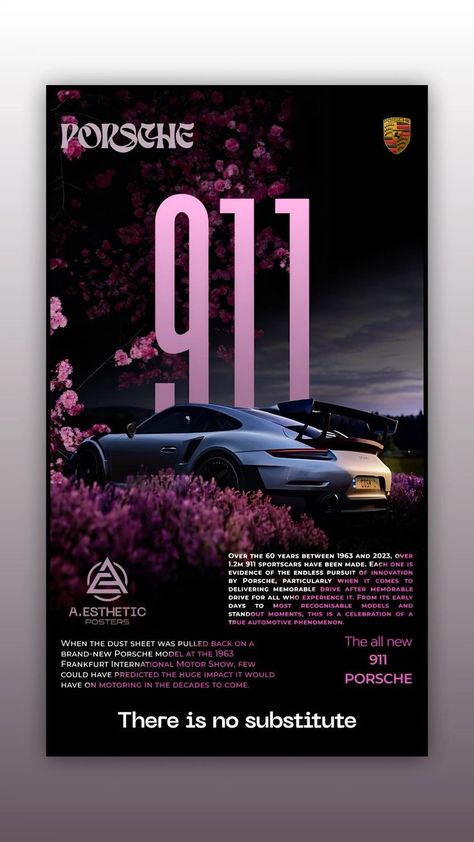 PORSCHE
911
OVER THE 60 YEARS BETWEEN 1963 AND 2023, OVER
1.2M 911 SPORTSCARS HAVE BEEN MADE. EACH ONE IS
EVIDENCE OF THE ENDLESS PURSUIT OF INNOVATION
BY PORSCHE, PARTICULARLY WHEN IT COMES TO
DELIVERING MEMORABLE DRIVE AFTER MEMORABLE
DRIVE FOR ALL WHO EXPERIENCE IT. FROM ITS EARLY
DAYS TO MOST RECOGNISABLE MODELS AND
STANDOUT MOMENTS, THIS IS A CELEBRATION OF A
TRUE AUTOMOTIVE PHENOMENON.
A.ESTHETIC
POSTERS
WHEN THE DUST SHEET WAS PULLED BACK ON A
BRAND-NEW PORSCHE MODEL AT THE 1963
FRANKFURT INTERNATIONAL MOTOR SHOW, FEW
COULD HAVE PREDICTED THE HUGE IMPACT IT WOULD
HAVE ON MOTORING IN THE DECADES TO COME.
The all new
911
PORSCHE
There is no substitute